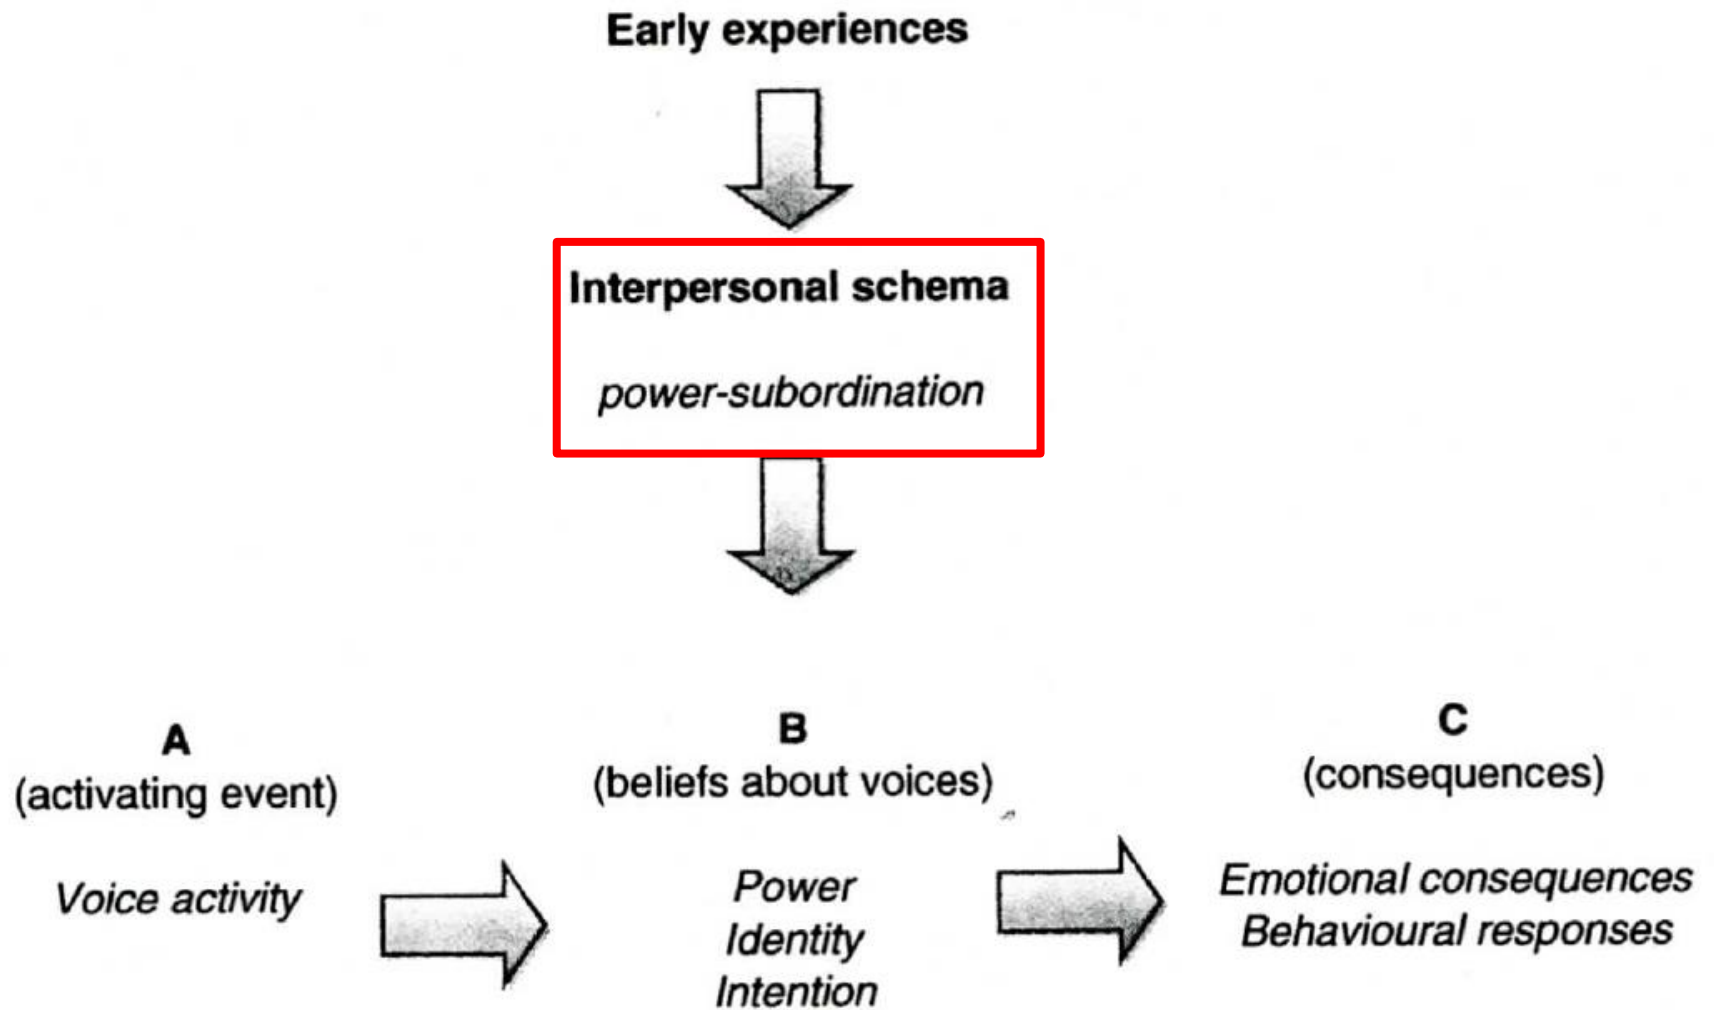 Early experiences
Interpersonal schema
power-subordination
A
(activating event)
Voice activity
B
(beliefs about voices)
Power
Identity
Intention
C
(consequences)
Emotional consequences
Behavioural responses